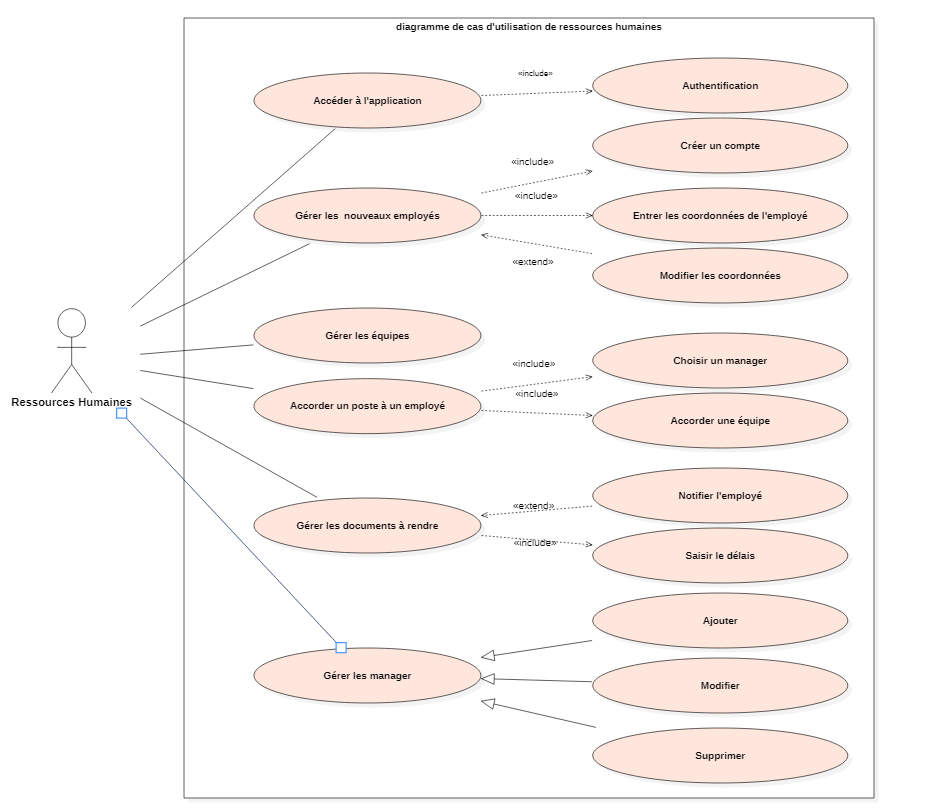 diagramme de cas d'utilisation de ressources humaines
«include»
Accéder à l'application
Authentification
Créer un compte
«include»
«include»
Gérer les  nouveaux employés
Entrer les coordonnées de l'employé
«extend»
Modifier les coordonnées
Gérer les équipes
«include»
Choisir un manager
Ressources Humaines
«include»
Accorder un poste à un employé
Accorder une équipe
Notifier l'employé
«extend»
Gérer les documents à rendre
«include»
Saisir le délais
Ajouter
Gérer les manager
Modifier
Supprimer